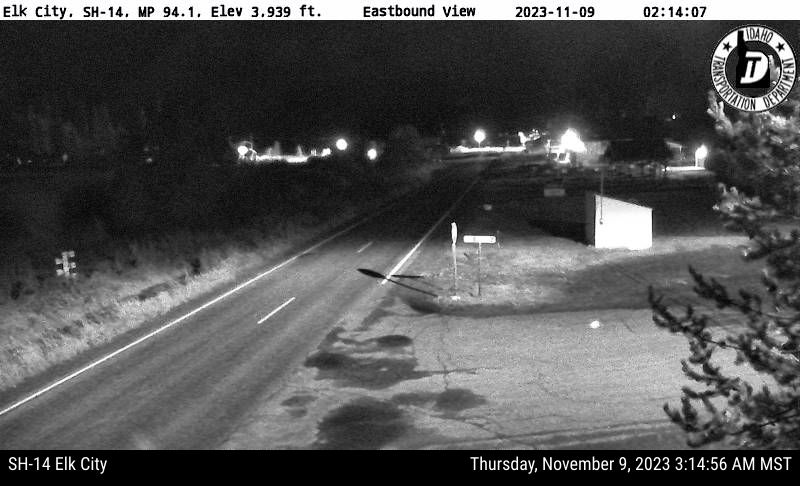 Elk City, SH-14, MP 94.1, Elev 3,939 ft. Eastbound View 2023-11-09 02:14:07
IDAHO
TRANSPORTATION DEPARTMENT
SH-14 Elk City
Thursday, November 9, 2023 3:14:56 AM MST